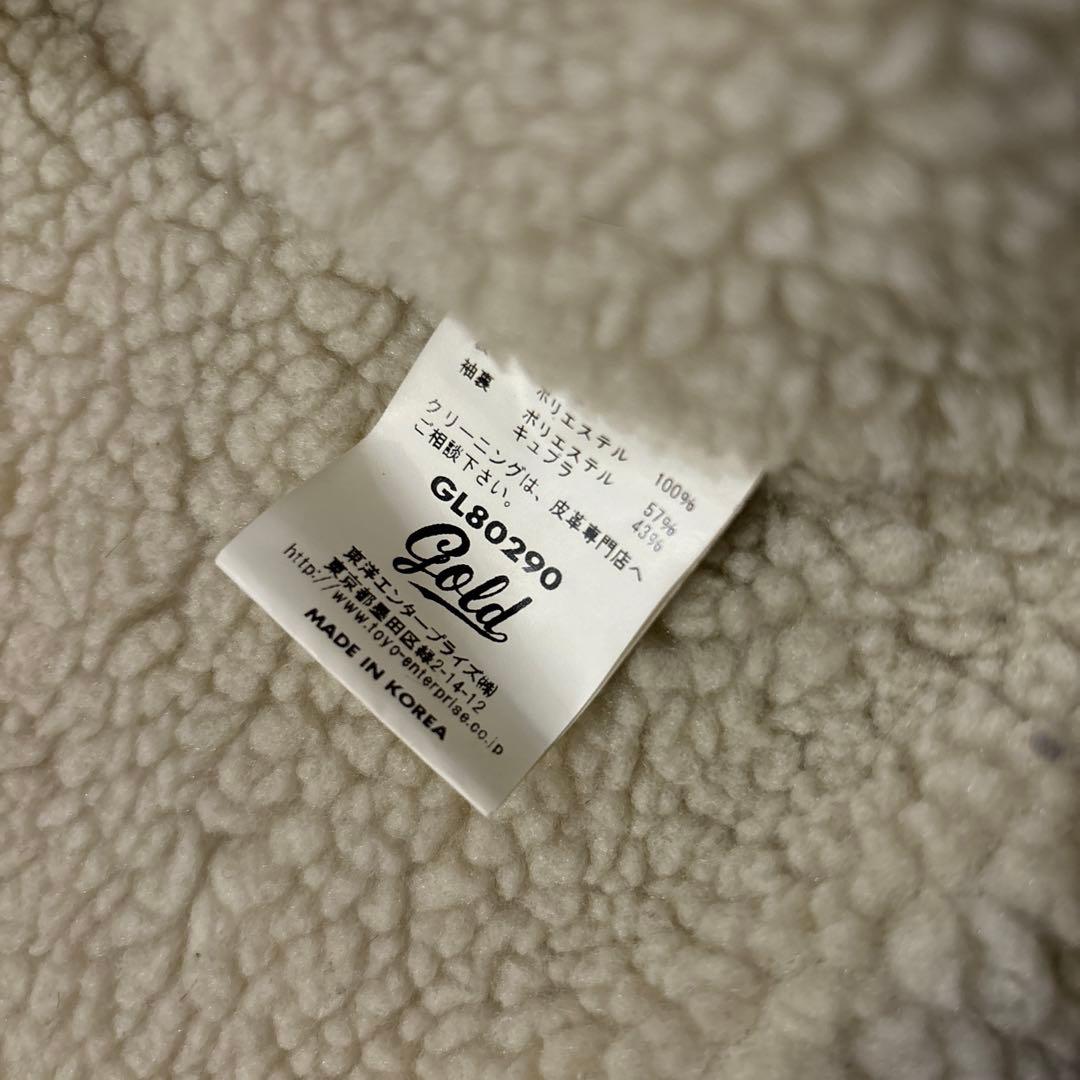 ポリエステル 100%
袖裏 ポリエステル 57%
キュプラ 43%
クリーニングは、皮革専門店へ
ご相談下さい。
GL80290
Gold
東洋エンタープライズ㈱
東京都墨田区緑2-14-12
http://www.toyo-enterprise.co.jp
MADE IN KOREA